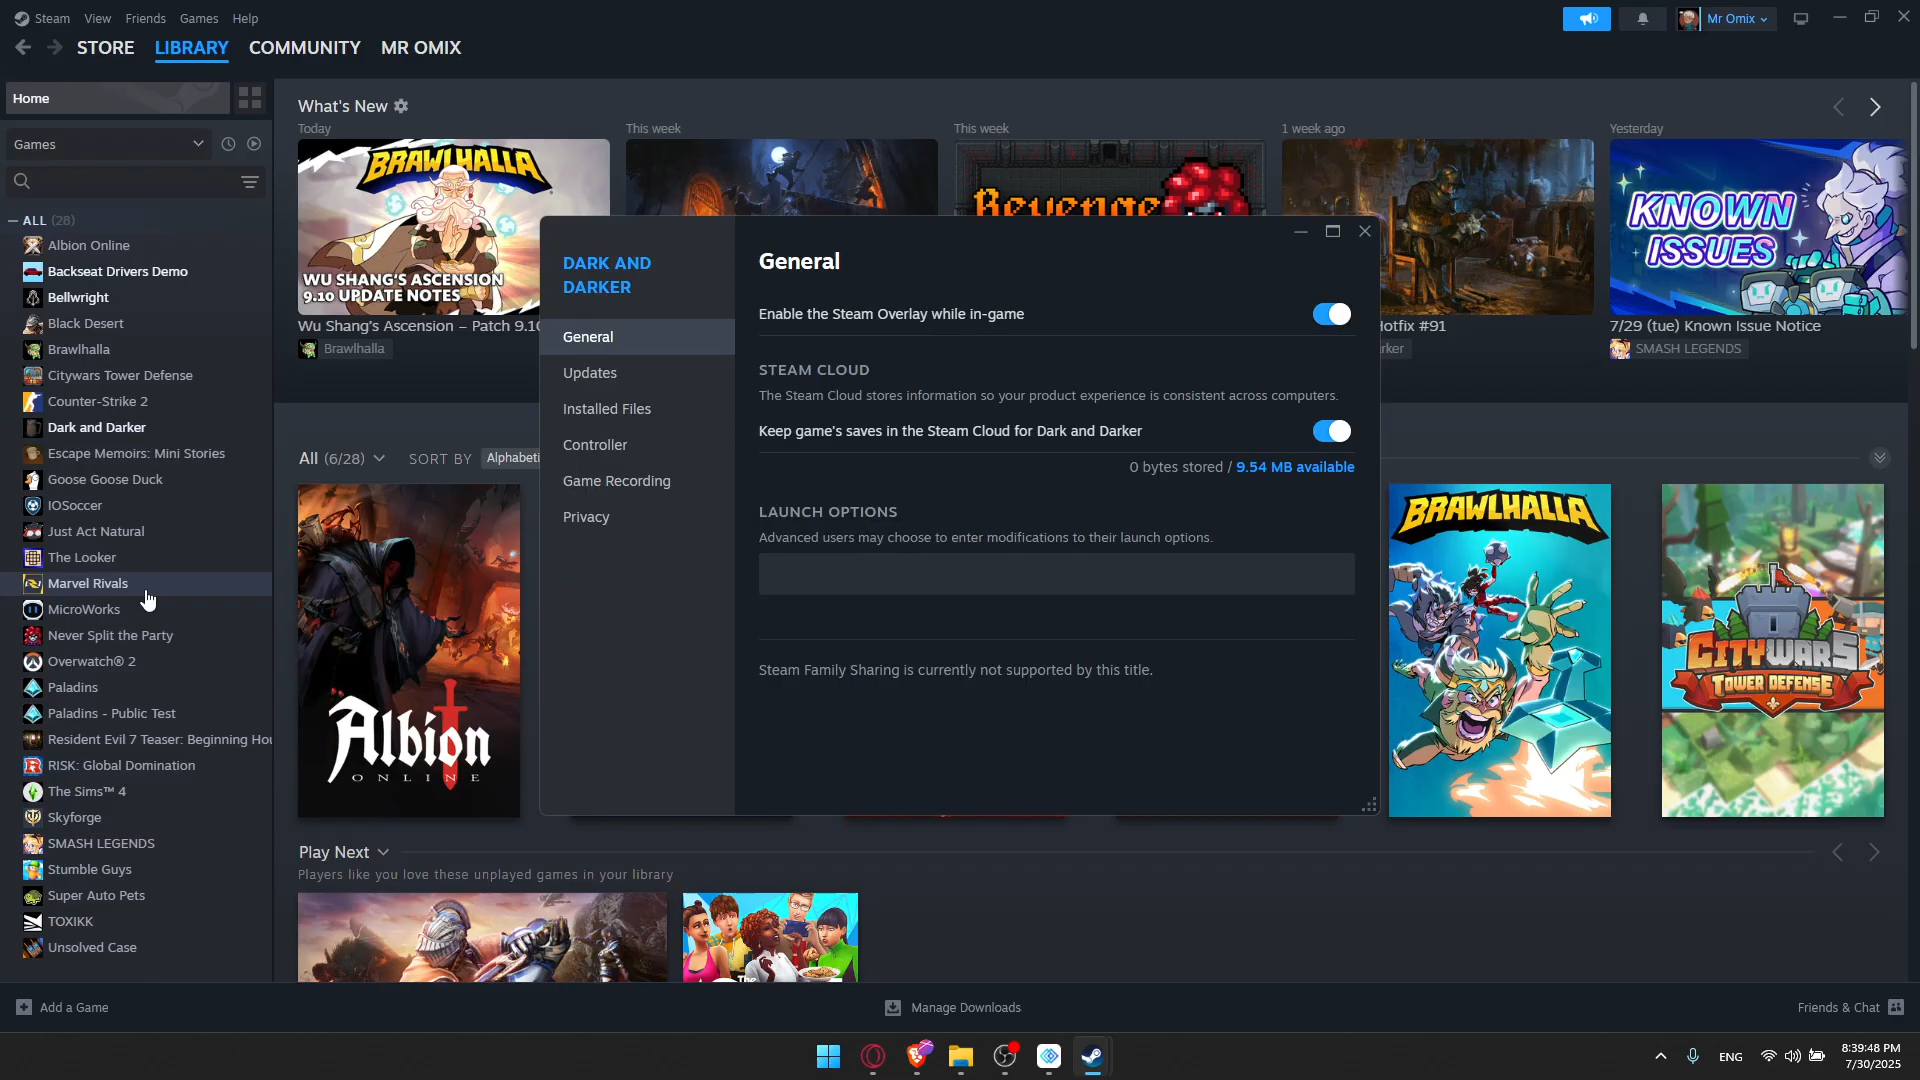 Steam View Friends Games Help
Mr Omix
STORE LIBRARY COMMUNITY MR OMIX
Home
Games
ALL (28)
Albion Online
Backseat Drivers Demo
Bellwright
Black Desert
Brawlhalla
Citywars Tower Defense
Counter-Strike 2
Dark and Darker
Escape Memoirs: Mini Stories
Goose Goose Duck
IOSoccer
Just Act Natural
The Looker
Marvel Rivals
MicroWorks
Never Split the Party
Overwatch® 2
Paladins
Paladins - Public Test
Resident Evil 7 Teaser: Beginning Hou
RISK: Global Domination
The Sims™ 4
Skyforge
SMASH LEGENDS
Stumble Guys
Super Auto Pets
TOXIKK
Unsolved Case
What's New
Today
This week
This week
1 week ago
Yesterday
BRAWLHALLA
WU SHANG'S ASCENSION
9.10 UPDATE NOTES
Revenge
KNOWN
ISSUES
Wu Shang's Ascension – Patch 9.10
Brawlhalla
Hotfix #91
rker
7/29 (tue) Known Issue Notice
SMASH LEGENDS
DARK AND
DARKER
General
Updates
Installed Files
Controller
Game Recording
Privacy
General
Enable the Steam Overlay while in-game
STEAM CLOUD
The Steam Cloud stores information so your product experience is consistent across computers.
Keep game's saves in the Steam Cloud for Dark and Darker
0 bytes stored / 9.54 MB available
LAUNCH OPTIONS
Advanced users may choose to enter modifications to their launch options.
Steam Family Sharing is currently not supported by this title.
All (6/28) SORT BY Alphabeti
Albion
ONLINE
BRAWLHALLA
CITYWARS
TOWER DEFENSE
Play Next
Players like you love these unplayed games in your library
The
Add a Game
Manage Downloads
Friends & Chat
ENG
8:39:48 PM
7/30/2025